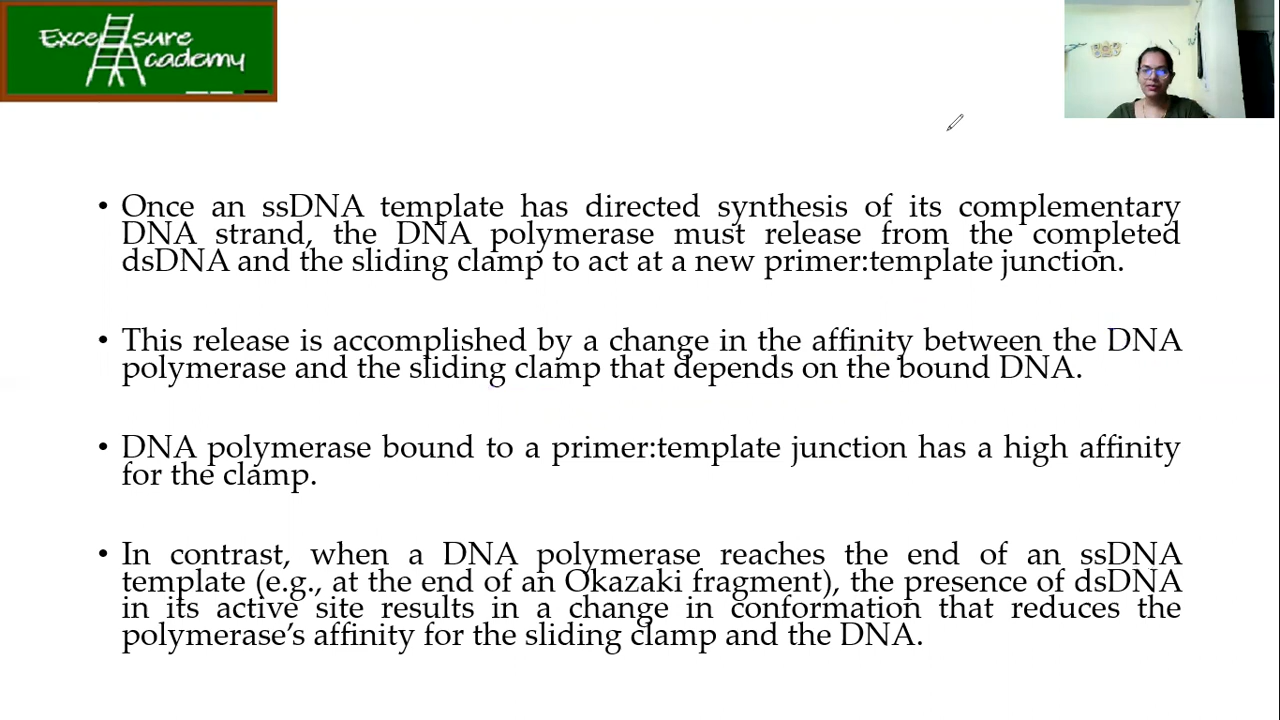 Excel sure
Academy
• Once an ssDNA template has directed synthesis of its complementary
DNA strand, the DNA polymerase must release from the completed
dsDNA and the sliding clamp to act at a new primer:template junction.
• This release is accomplished by a change in the affinity between the DNA
polymerase and the sliding clamp that depends on the bound DNA.
• DNA polymerase bound to a primer:template junction has a high affinity
for the clamp.
• In contrast, when a DNA polymerase reaches the end of an ssDNA
template (e.g., at the end of an Okazaki fragment), the presence of dsDNA
in its active site results in a change in conformation that reduces the
polymerase’s affinity for the sliding clamp and the DNA.